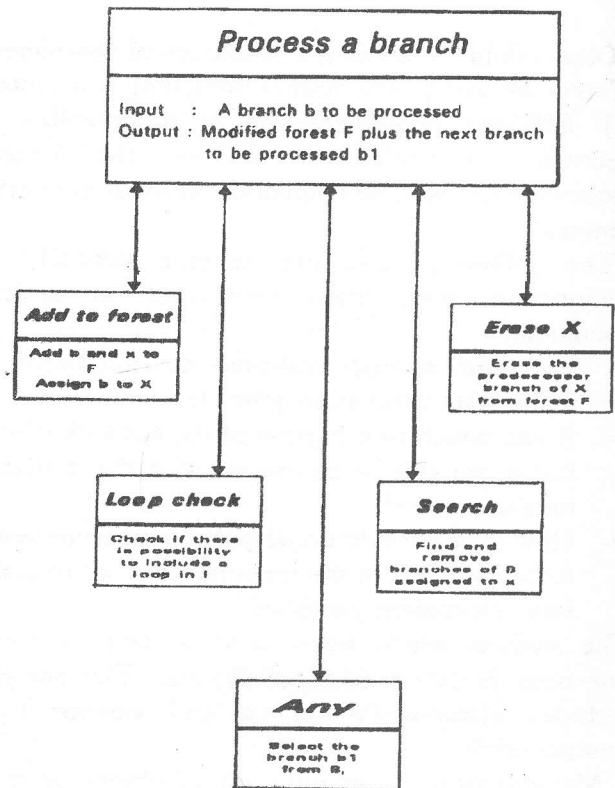 Process a branch
Input : A branch b to be processed
Output : Modified forest F plus the next branch
to be processed b1
Add to forest
Add b and x to
F
Assign b to X
Erase X
Erase the
predecessor
branch of X
from forest F
Loop check
Check if there
is possibility
to include a
loop in
Search
Find and
remove
branches of B
assigned to x
Any
Select the
branch b1
from